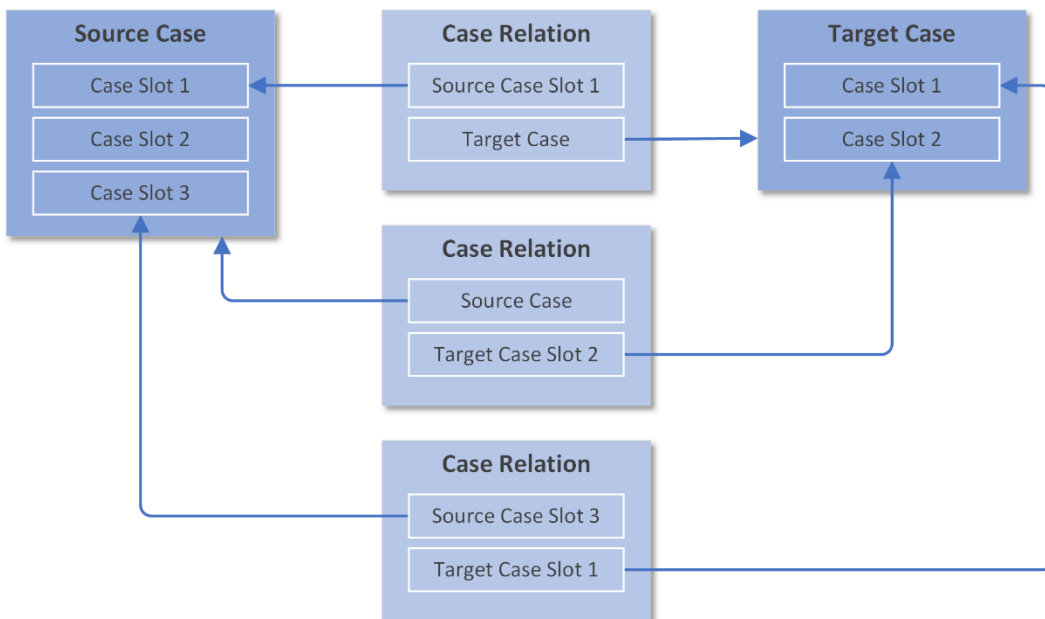 Source Case
Case Slot 1
Case Slot 2
Case Slot 3
Case Relation
Source Case Slot 1
Target Case
Target Case
Case Slot 1
Case Slot 2
Case Relation
Source Case
Target Case Slot 2
Case Relation
Source Case Slot 3
Target Case Slot 1